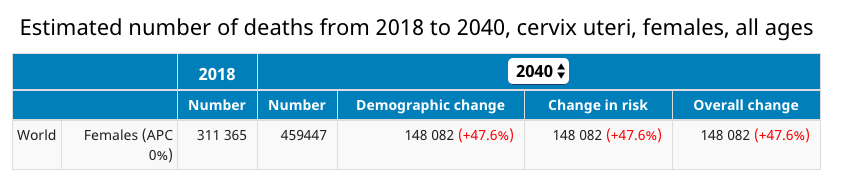 Estimated number of deaths from 2018 to 2040, cervix uteri, females, all ages
2018 2040
Number Number Demographic change Change in risk Overall change
World Females (APC 311 365 459447 148 082 (+47.6%) 148 082 (+47.6%) 148 082 (+47.6%)
0%)